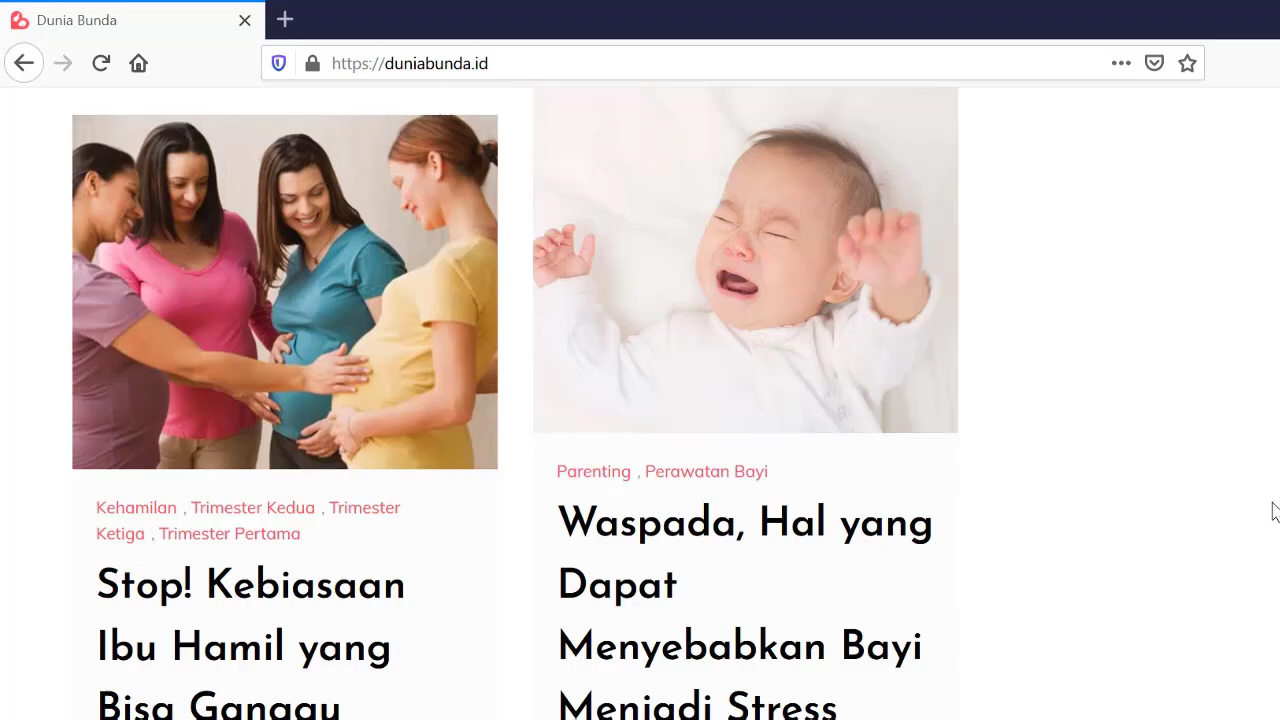 Dunia Bunda
https://duniabunda.id
Kehamilan , Trimester Kedua , Trimester
Ketiga , Trimester Pertama
Stop! Kebiasaan
Ibu Hamil yang
Bisa Ganggu
Parenting , Perawatan Bayi
Waspada, Hal yang
Dapat
Menyebabkan Bayi
Menjadi Stress